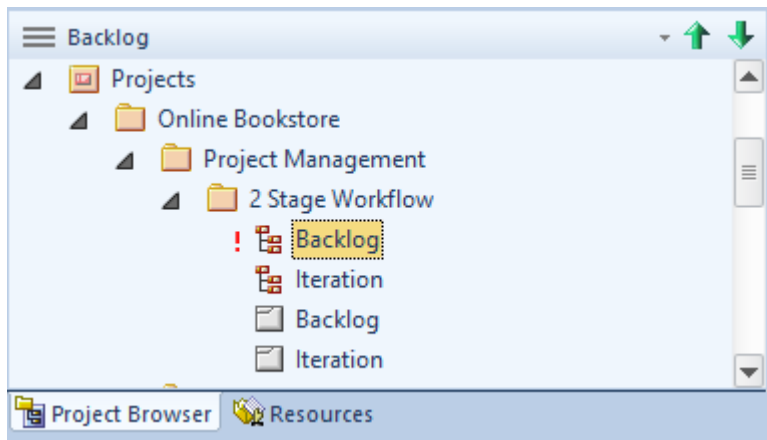 Backlog
Projects
Online Bookstore
Project Management
2 Stage Workflow
! Backlog
Iteration
Backlog
Iteration
Project Browser Resources